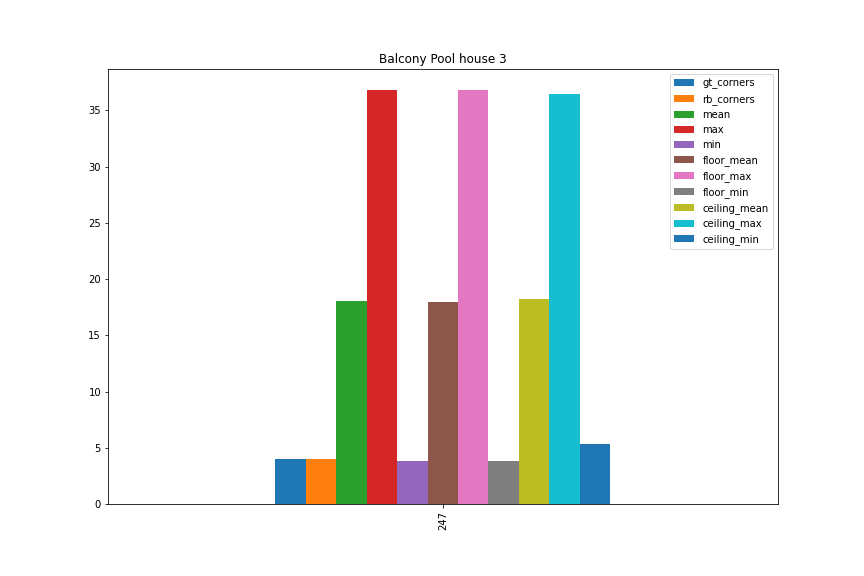 Balcony Pool house 3
gt_corners
rb_corners
mean
max
min
floor_mean
floor_max
floor_min
ceiling_mean
ceiling_max
ceiling_min
35
30
25
20
15
10
5
0
247